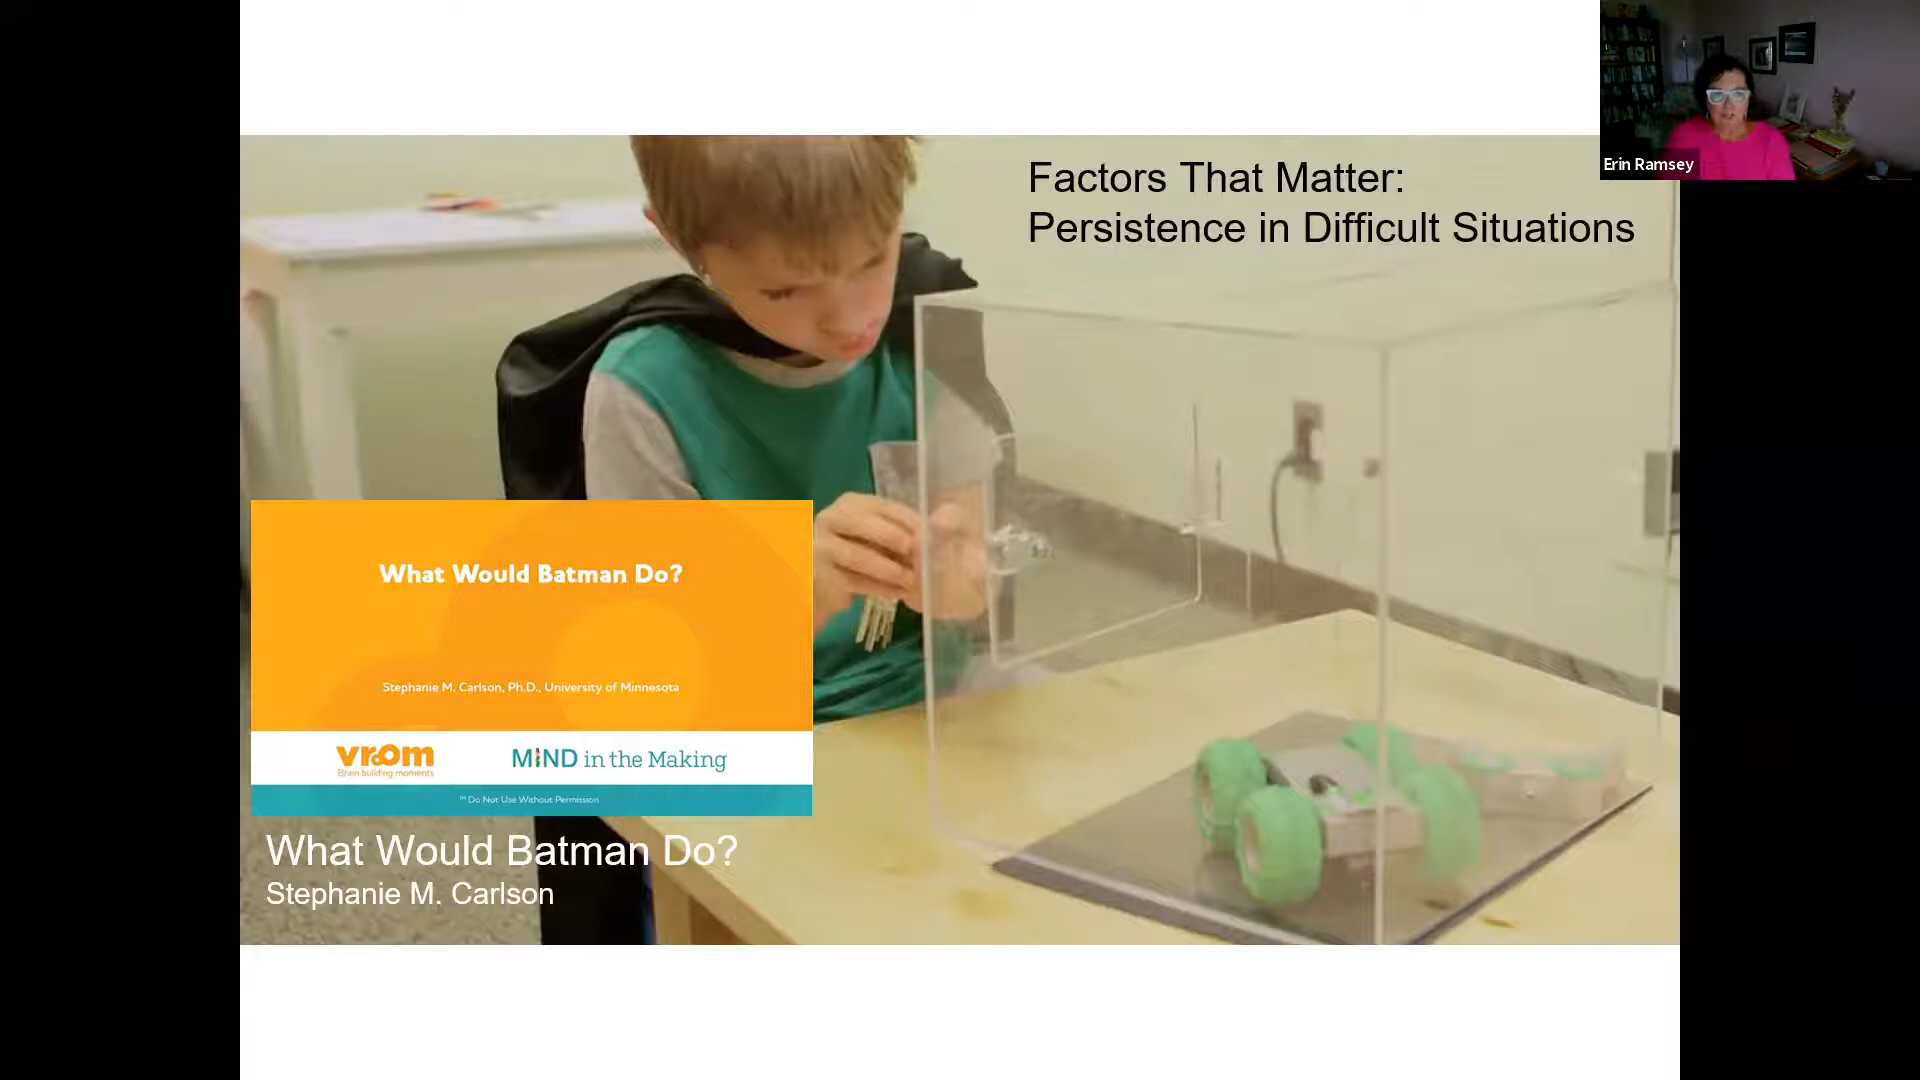 Erin Ramsey
Factors That Matter:
Persistence in Difficult Situations
What Would Batman Do?
Stephanie M. Carlson, Ph.D., University of Minnesota
vroom
Brain building moments
MIND in the Making
™ Do Not Use Without Permission
What Would Batman Do?
Stephanie M. Carlson